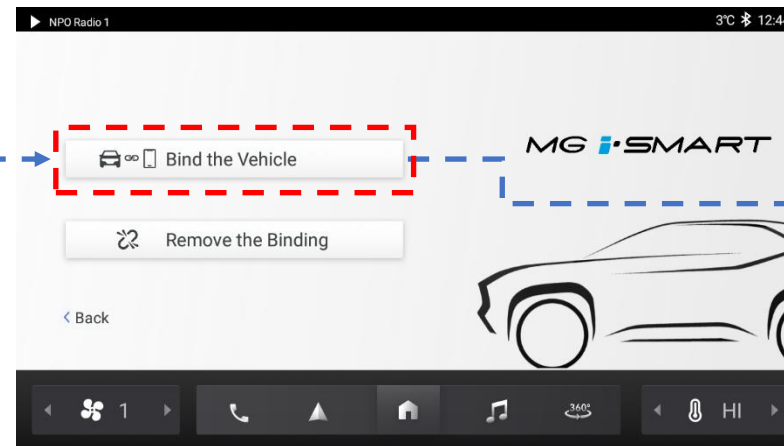 NPO Radio 1
3°C 12:4
MG i-SMART
Bind the Vehicle
Remove the Binding
< Back
1
360°
HI